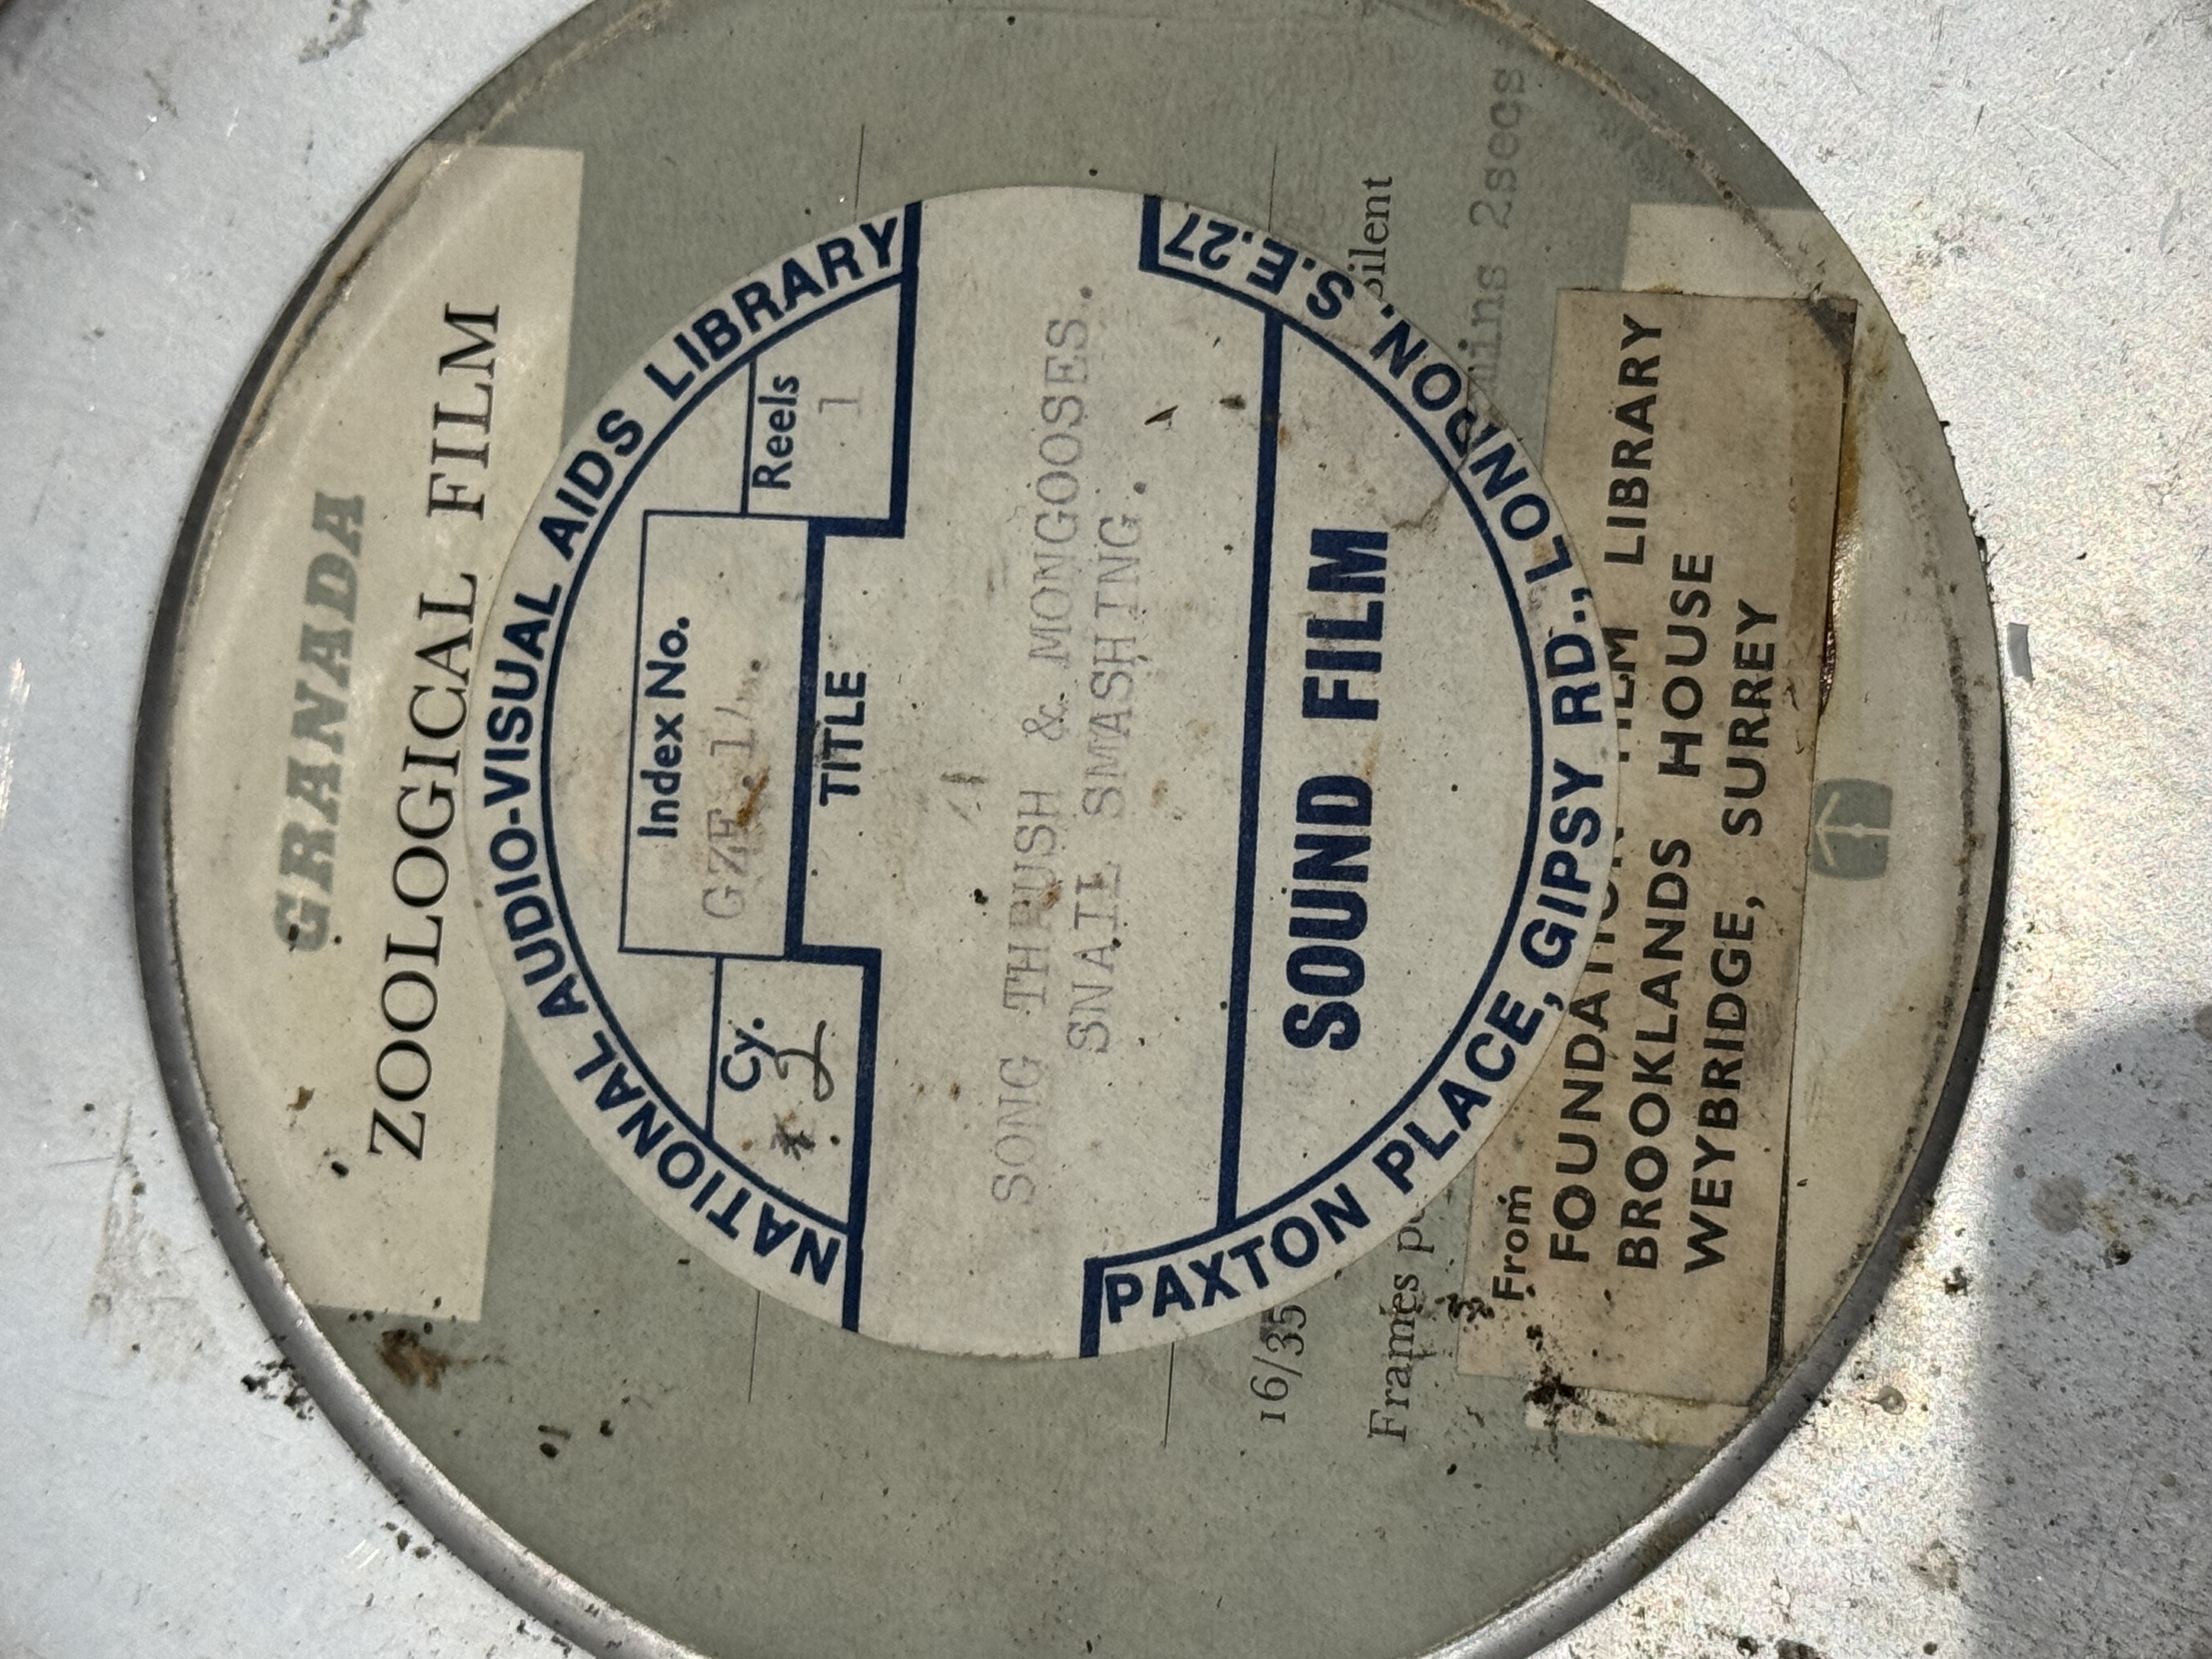 GRANADA
ZOOLOGICAL FILM
NATIONAL AUDIO-VISUAL AIDS LIBRARY
Index No.
Cy.
* 2
Reels
1
TITLE
SONG THRUSH & MONGOOSES.
SNAIL SMASHING.
SOUND FILM
PAXTON PLACE, GIPSY RD., LONDON. S.E.27
16/35
Silent
Frames
mins 2secs
From
FOUNDATION FILM LIBRARY
BROOKLANDS HOUSE
WEYBRIDGE, SURREY